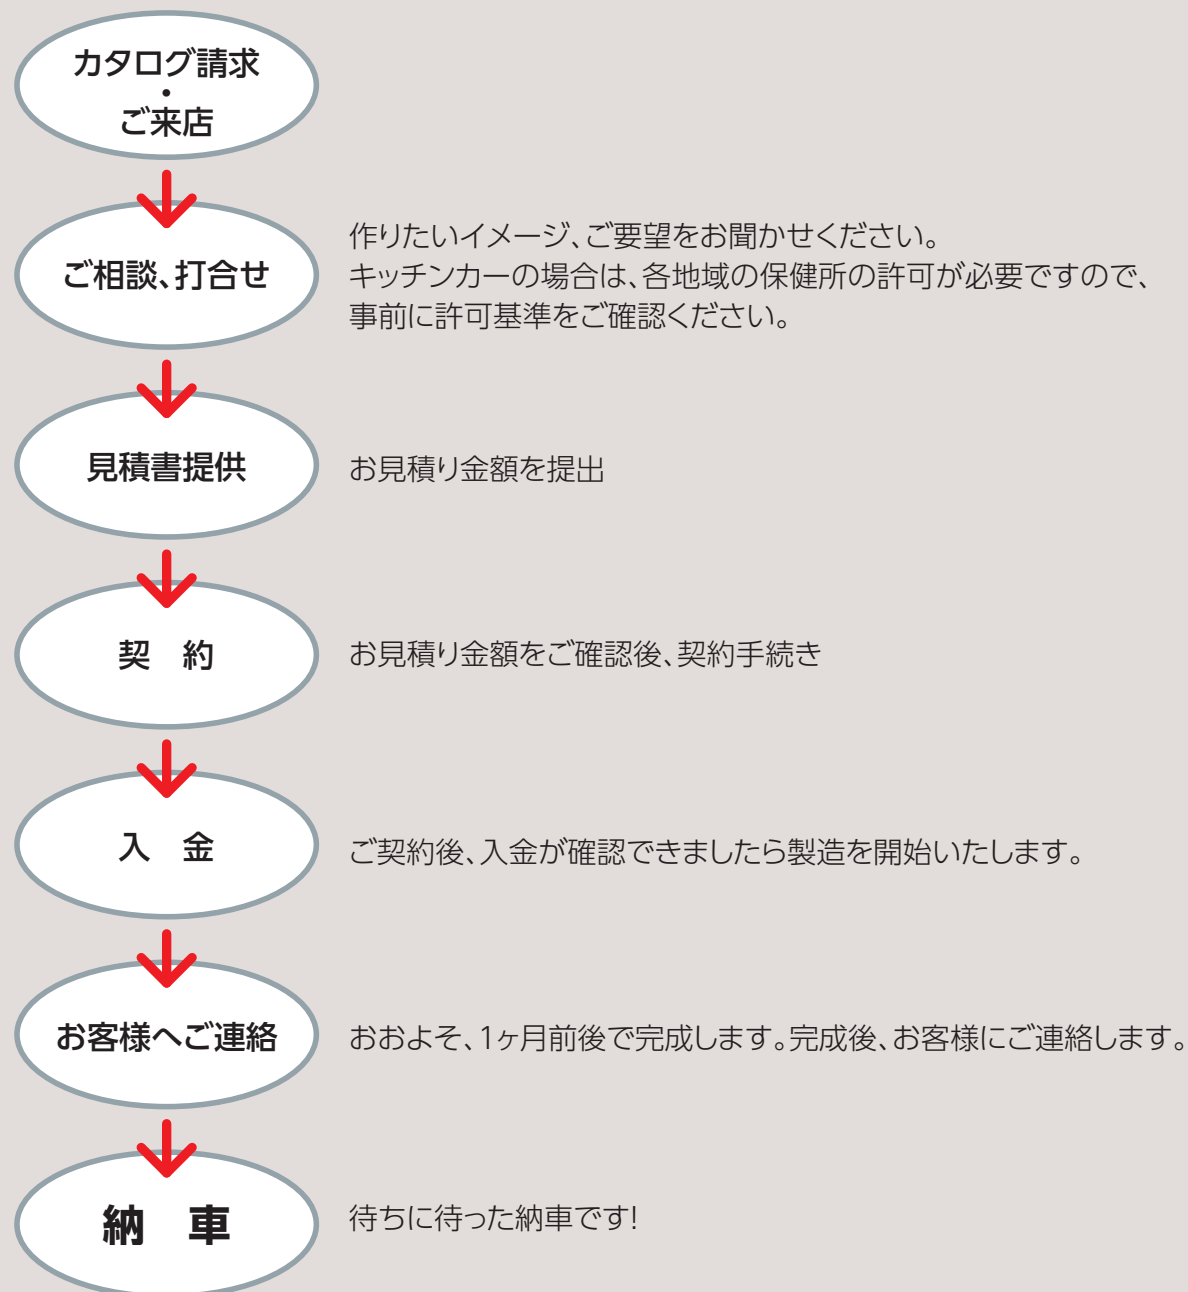 カタログ請求
・
ご来店
ご相談、打合せ
作りたいイメージ、ご要望をお聞かせください。
キッチンカーの場合は、各地域の保健所の許可が必要ですので、
事前に許可基準をご確認ください。
見積書提供
お見積り金額を提出
契　約
お見積り金額をご確認後、契約手続き
入　金
ご契約後、入金が確認できましたら製造を開始いたします。
お客様へご連絡
おおよそ、1ヶ月前後で完成します。完成後、お客様にご連絡します。
納　車
待ちに待った納車です!